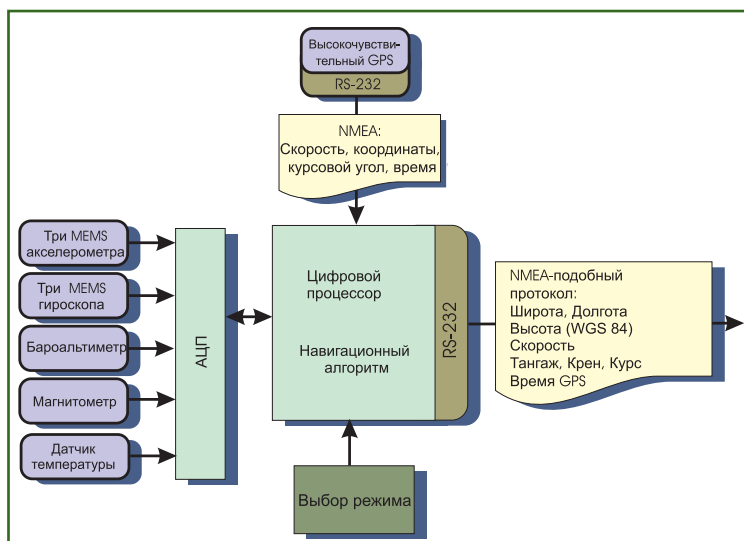 Высокочувстви-
тельный GPS
RS-232
NMEA:
Скорость, координаты,
курсовой угол, время
Три MEMS
акселерометра
Три MEMS
гироскопа
Бароальтиметр
Магнитометр
Датчик
температуры
АЦП
Цифровой
процессор
Навигационный
алгоритм
RS-232
NMEA-подобный
протокол:
Широта, Долгота
Высота (WGS 84)
Скорость
Тангаж, Крен, Курс
Время GPS
Выбор режима